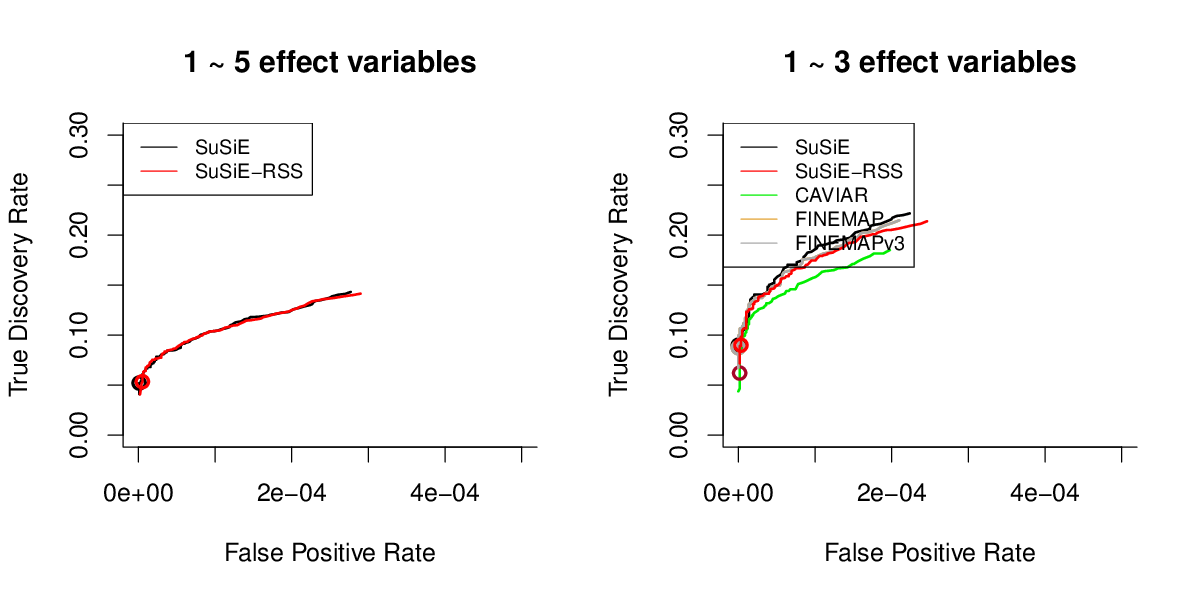 1 ~ 5 effect variables
True Discovery Rate
0.30
0.20
0.10
0.00
SuSiE
SuSiE−RSS
0e+00
2e−04
4e−04
False Positive Rate
1 ~ 3 effect variables
True Discovery Rate
0.30
0.20
0.10
0.00
SuSiE
SuSiE−RSS
CAVIAR
FINEMAP
FINEMAPv3
0e+00
2e−04
4e−04
False Positive Rate